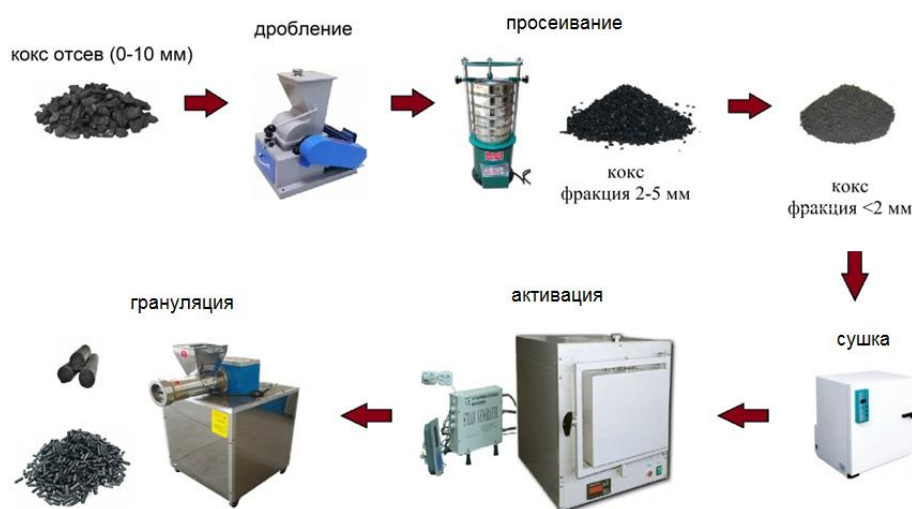 кокс отсев (0-10 мм)
дробление
просеивание
кокс
фракция 2-5 мм
кокс
фракция <2 мм
сушка
активация
грануляция